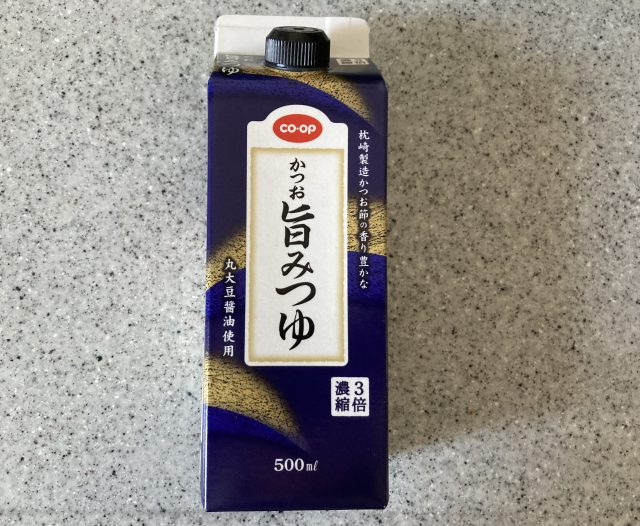 CO·OP
枕崎製造かつお節の香り豊かな
かつお
旨みつゆ
丸大豆醬油使用
3倍
濃縮
500㎖